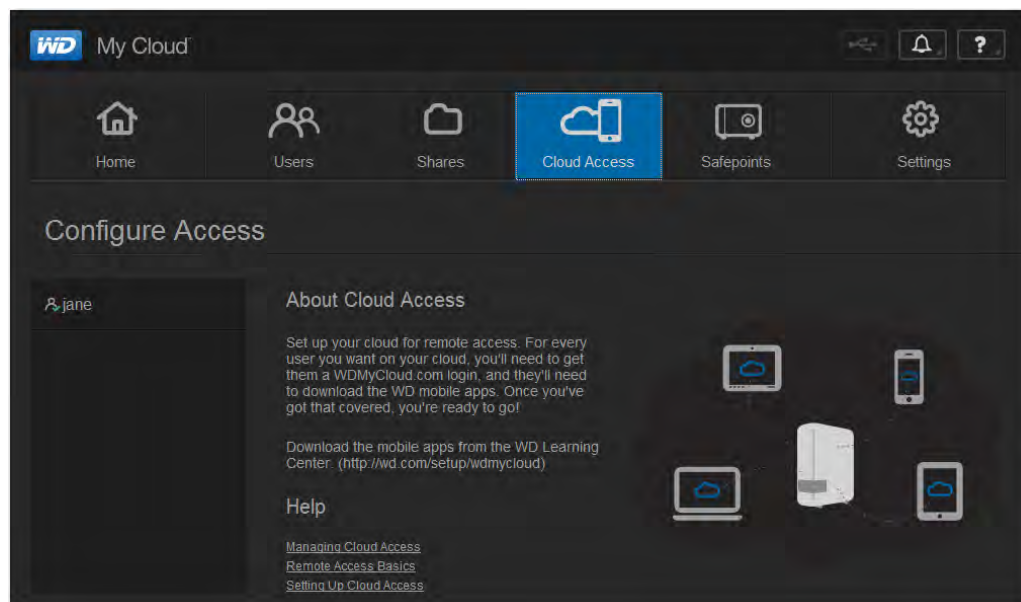 WD My Cloud ?
Home Users Shares Cloud Access Safepoints Settings
Configure Access
jane
About Cloud Access
Set up your cloud for remote access. For every
user you want on your cloud, you'll need to get
them a WDMyCloud.com login, and they'll need
to download the WD mobile apps. Once you've
got that covered, you're ready to go!
Download the mobile apps from the WD Learning
Center. (http://wd.com/setup/wdmycloud)
Help
Managing Cloud Access
Remote Access Basics
Setting Up Cloud Access